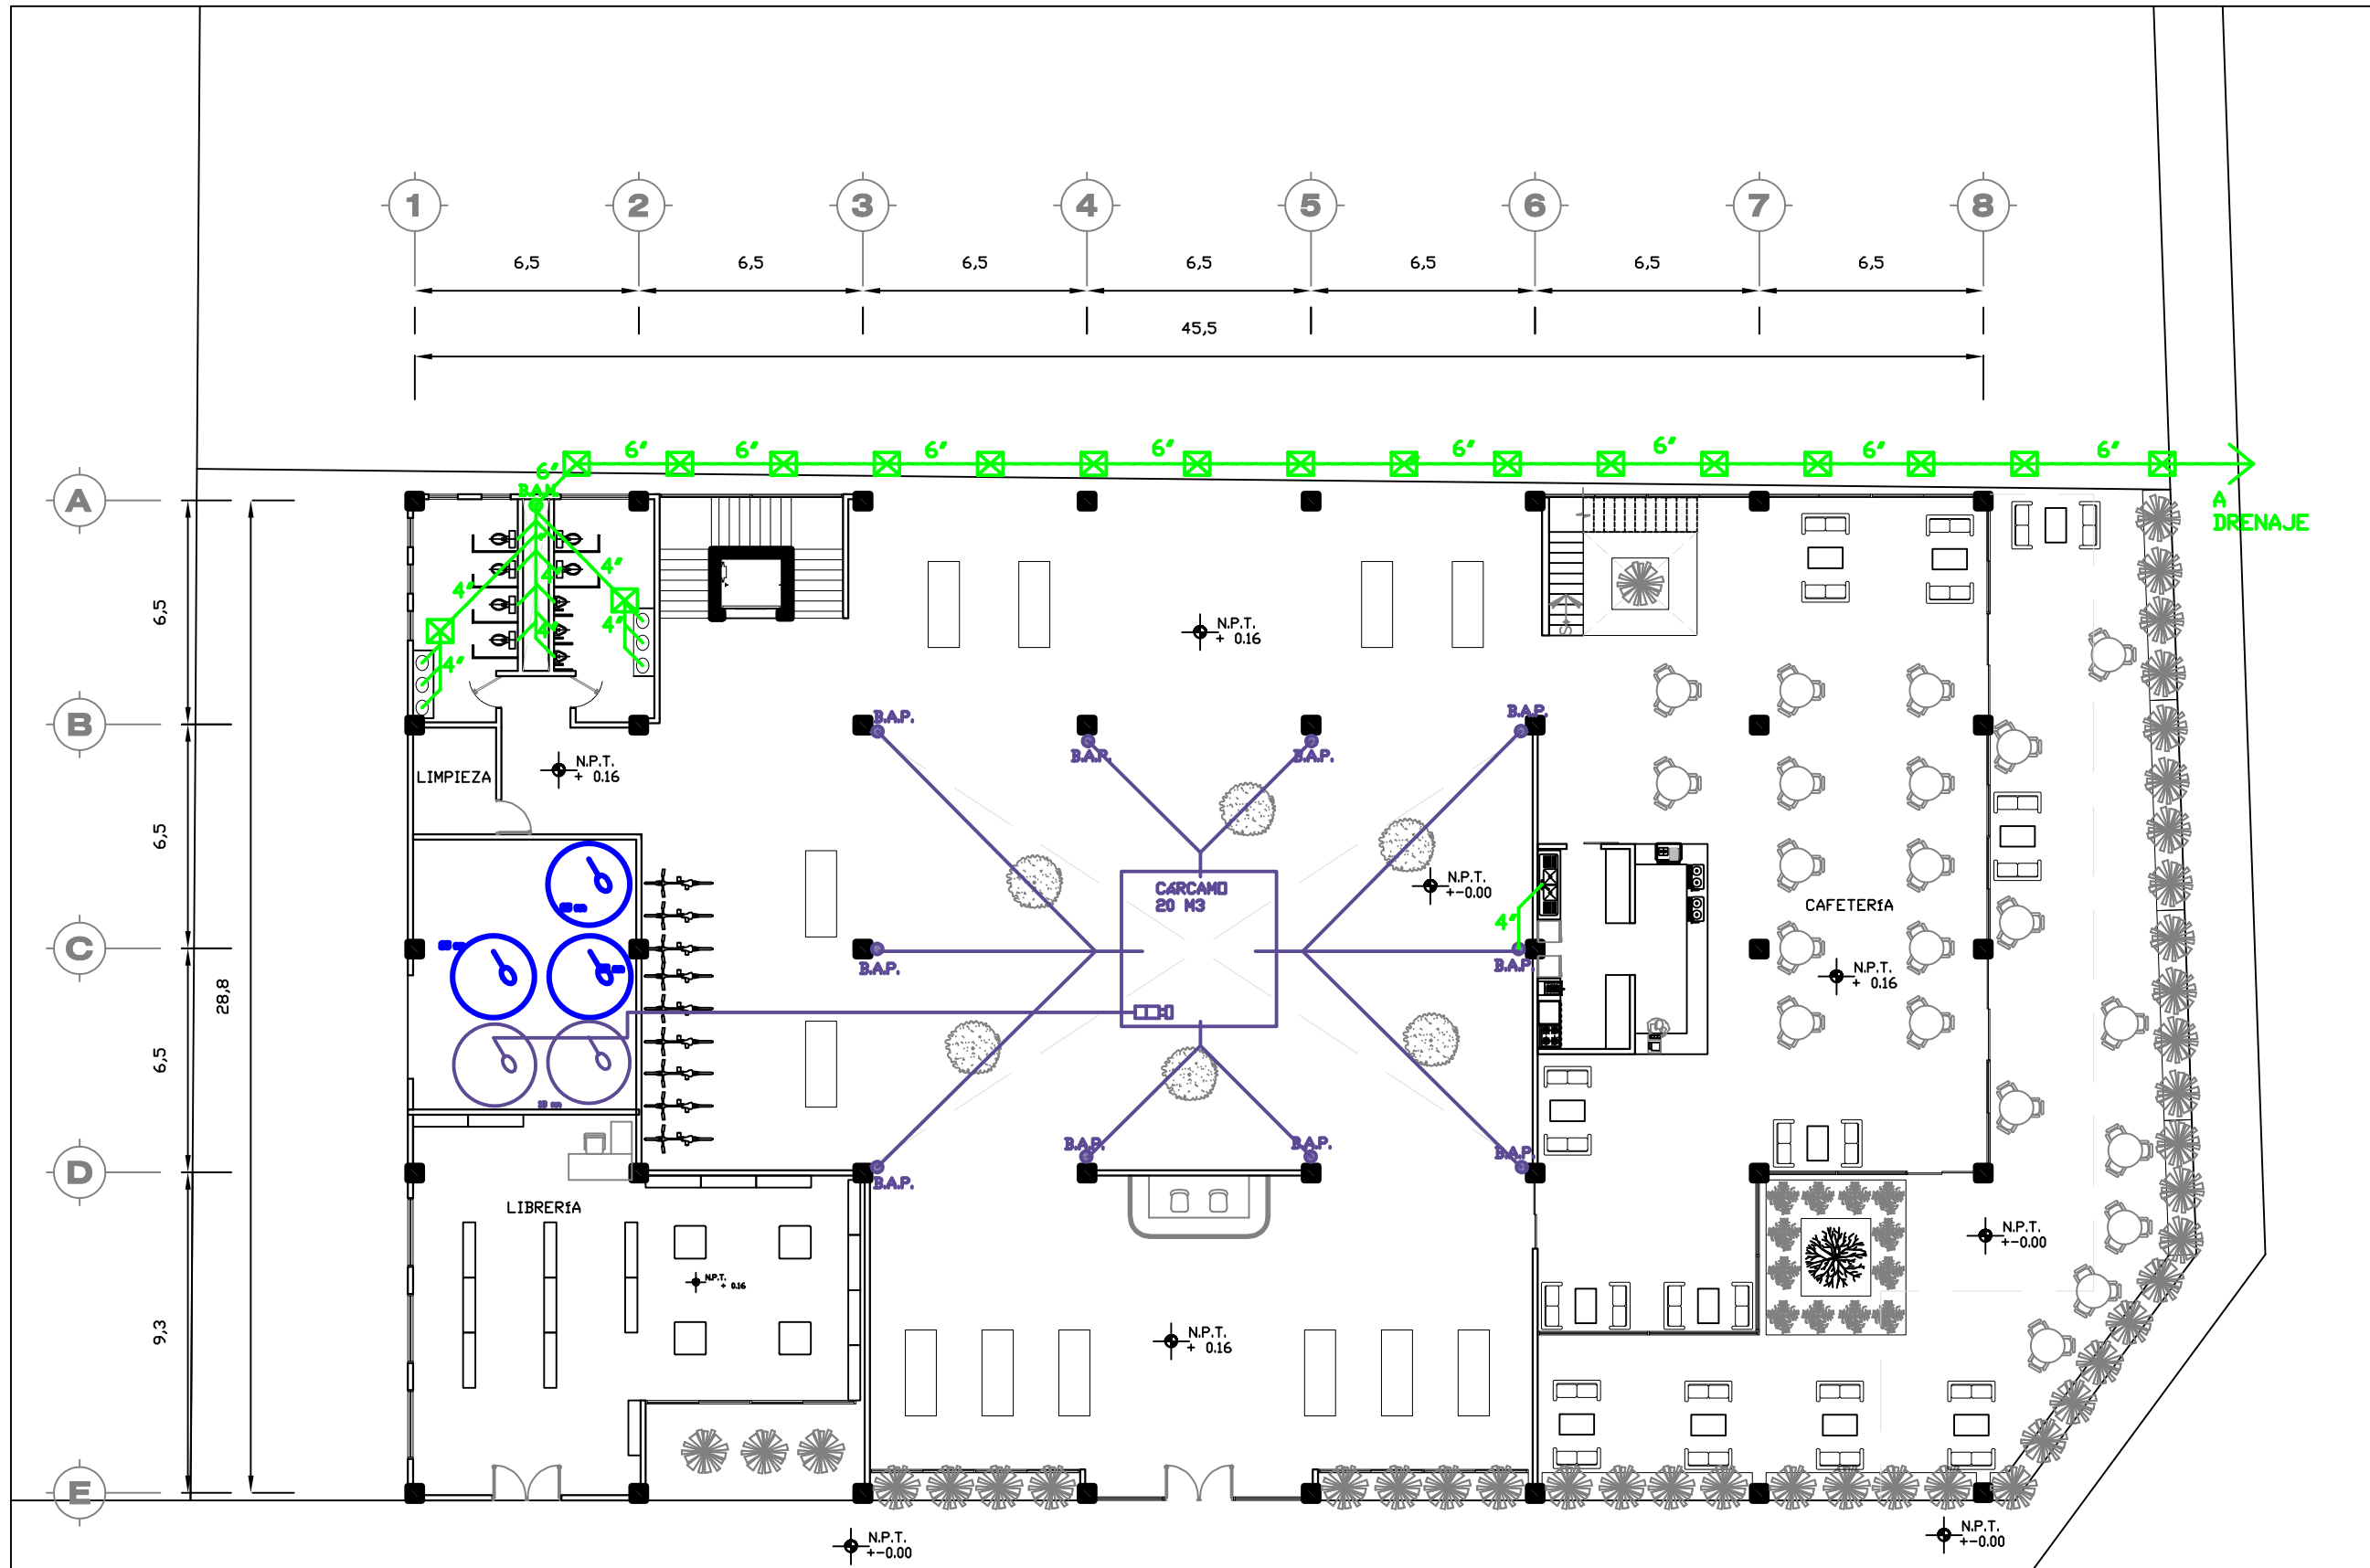 1 2 3 4 5 6 7 8
6,5 6,5 6,5 6,5 6,5 6,5 6,5
45,5
6" 6" 6" 6" 6" 6" 6" 6" 6"
B.A.N.
A
DRENAJE
A
B
C
D
E
6,5
6,5
6,5
9,3
28,8
4"
4"
4"
4"
4"
4"
N.P.T.
+ 0.16
B.A.P.
B.A.P.
B.A.P.
B.A.P.
LIMPIEZA
N.P.T.
+ 0.16
CÁRCAMO
20 M3
N.P.T.
+-0.00
4"
CAFETERÍA
B.A.P.
B.A.P.
N.P.T.
+ 0.16
S
B.A.P.
B.A.P.
B.A.P.
B.A.P.
LIBRERÍA
N.P.T.
+ 0.16
N.P.T.
+-0.00
N.P.T.
+ 0.16
N.P.T.
+-0.00
N.P.T.
+-0.00